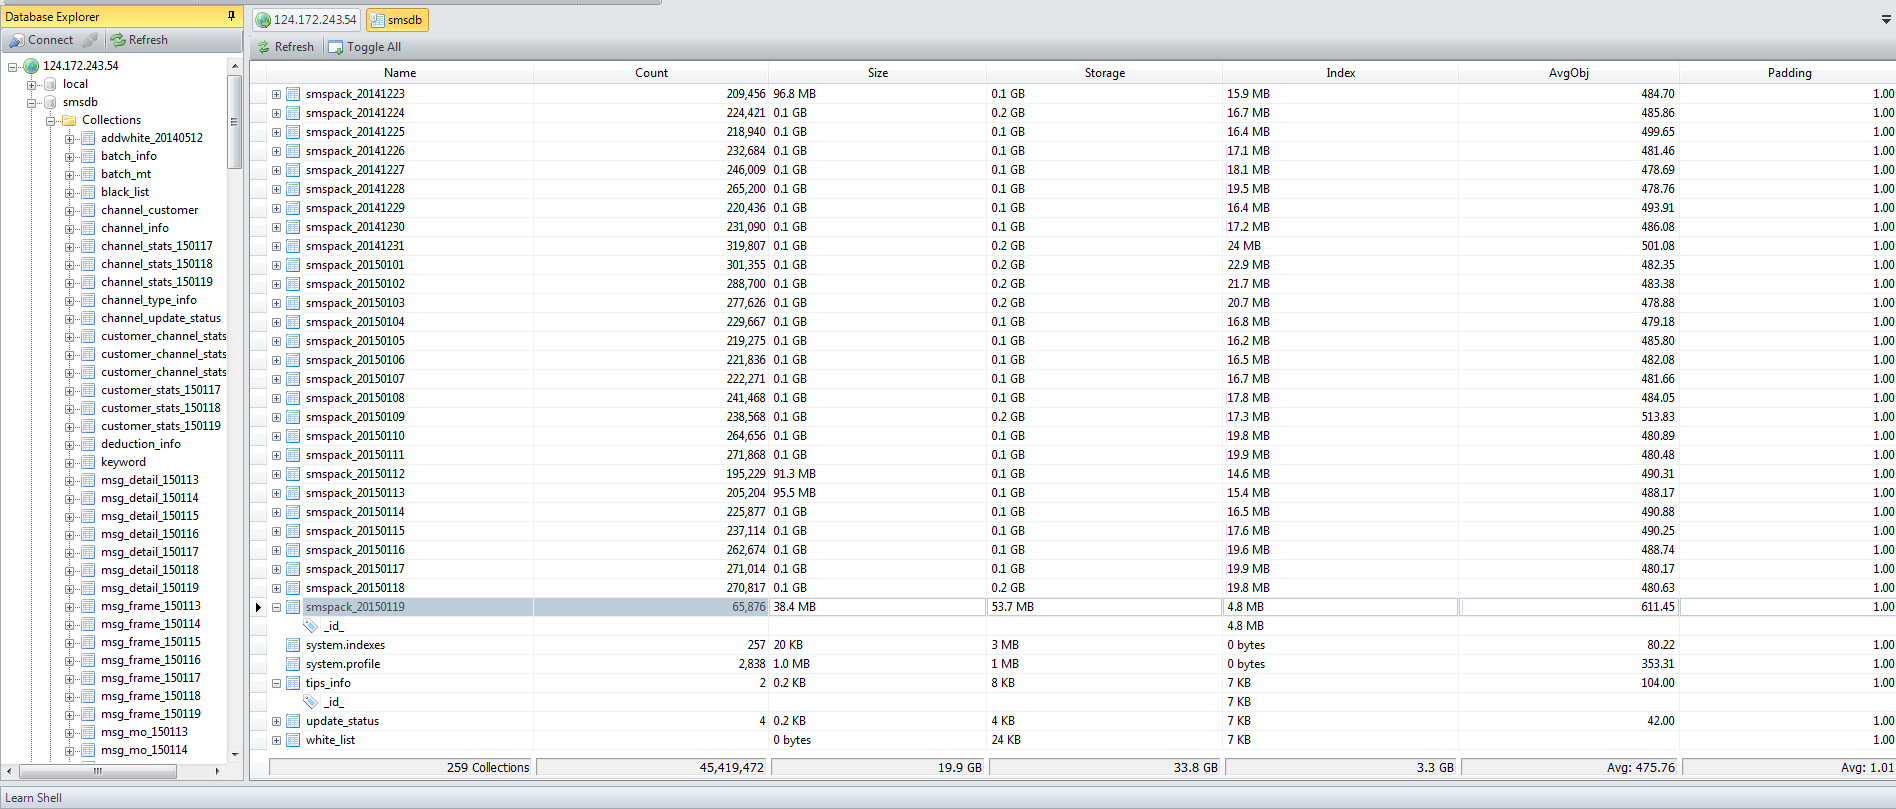 Database Explorer
Connect Refresh
124.172.243.54
local
smsdb
Collections
addwhite_20140512
batch_info
batch_mt
black_list
channel_customer
channel_info
channel_stats_150117
channel_stats_150118
channel_stats_150119
channel_type_info
channel_update_status
customer_channel_stats
customer_channel_stats
customer_channel_stats
customer_stats_150117
customer_stats_150118
customer_stats_150119
deduction_info
keyword
msg_detail_150113
msg_detail_150114
msg_detail_150115
msg_detail_150116
msg_detail_150117
msg_detail_150118
msg_detail_150119
msg_frame_150113
msg_frame_150114
msg_frame_150115
msg_frame_150116
msg_frame_150117
msg_frame_150118
msg_frame_150119
msg_mo_150113
msg_mo_150114
124.172.243.54 smsdb
Refresh Toggle All
Name Count Size Storage Index AvgObj Padding
smspack_20141223 209,456 96.8 MB 0.1 GB 15.9 MB 484.70 1.00
smspack_20141224 224,421 0.1 GB 0.2 GB 16.7 MB 485.86 1.00
smspack_20141225 218,940 0.1 GB 0.2 GB 16.4 MB 499.65 1.00
smspack_20141226 232,684 0.1 GB 0.1 GB 17.1 MB 481.46 1.00
smspack_20141227 246,009 0.1 GB 0.1 GB 18.1 MB 478.69 1.00
smspack_20141228 265,200 0.1 GB 0.1 GB 19.5 MB 478.76 1.00
smspack_20141229 220,436 0.1 GB 0.1 GB 16.4 MB 493.91 1.00
smspack_20141230 231,090 0.1 GB 0.1 GB 17.2 MB 486.08 1.00
smspack_20141231 319,807 0.1 GB 0.2 GB 24 MB 501.08 1.00
smspack_20150101 301,355 0.1 GB 0.2 GB 22.9 MB 482.35 1.00
smspack_20150102 288,700 0.1 GB 0.2 GB 21.7 MB 483.38 1.00
smspack_20150103 277,626 0.1 GB 0.2 GB 20.7 MB 478.88 1.00
smspack_20150104 229,667 0.1 GB 0.1 GB 16.8 MB 479.18 1.00
smspack_20150105 219,275 0.1 GB 0.1 GB 16.2 MB 485.80 1.00
smspack_20150106 221,836 0.1 GB 0.1 GB 16.5 MB 482.08 1.00
smspack_20150107 222,271 0.1 GB 0.1 GB 16.7 MB 481.66 1.00
smspack_20150108 241,468 0.1 GB 0.1 GB 17.8 MB 484.05 1.00
smspack_20150109 238,568 0.1 GB 0.2 GB 17.3 MB 513.83 1.00
smspack_20150110 264,656 0.1 GB 0.1 GB 19.8 MB 480.89 1.00
smspack_20150111 271,868 0.1 GB 0.1 GB 19.9 MB 480.48 1.00
smspack_20150112 195,229 91.3 MB 0.1 GB 14.6 MB 490.31 1.00
smspack_20150113 205,204 95.5 MB 0.1 GB 15.4 MB 488.17 1.00
smspack_20150114 225,877 0.1 GB 0.1 GB 16.5 MB 490.88 1.00
smspack_20150115 237,114 0.1 GB 0.1 GB 17.6 MB 490.25 1.00
smspack_20150116 262,674 0.1 GB 0.1 GB 19.6 MB 488.74 1.00
smspack_20150117 271,014 0.1 GB 0.1 GB 19.9 MB 480.17 1.00
smspack_20150118 270,817 0.1 GB 0.2 GB 19.8 MB 480.63 1.00
smspack_20150119 65,876 38.4 MB 53.7 MB 4.8 MB 611.45 1.00
_id_ 4.8 MB
system.indexes 257 20 KB 3 MB 0 bytes 80.22 1.00
system.profile 2,838 1.0 MB 1 MB 0 bytes 353.31 1.00
tips_info 2 0.2 KB 8 KB 7 KB 104.00 1.00
_id_ 7 KB
update_status 4 0.2 KB 4 KB 7 KB 42.00 1.00
white_list 0 bytes 24 KB 7 KB 1.00
259 Collections 45,419,472 19.9 GB 33.8 GB 3.3 GB Avg: 475.76 Avg: 1.01
Learn Shell